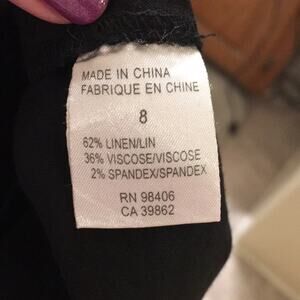 MADE IN CHINA
FABRIQUE EN CHINE
8
62% LINEN/LIN
36% VISCOSE/VISCOSE
2% SPANDEX/SPANDEX
RN 98406
CA 39862